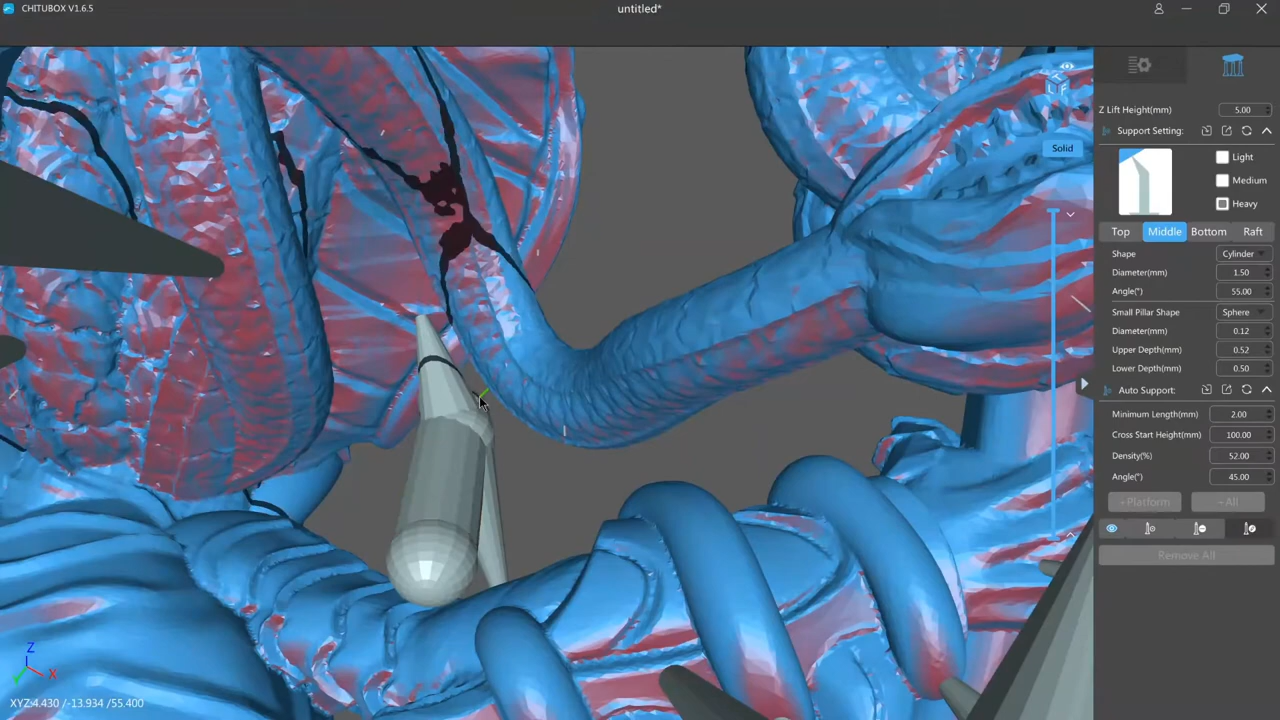 CHITUBOX V1.6.5
untitled*
Z Lift Height(mm) 5.00
Support Setting:
Light
Medium
Heavy
Top Middle Bottom Raft
Shape Cylinder
Diameter(mm) 1.50
Angle(°) 55.00
Small Pillar Shape Sphere
Diameter(mm) 0.12
Upper Depth(mm) 0.52
Lower Depth(mm) 0.50
Auto Support:
Minimum Length(mm) 2.00
Cross Start Height(mm) 100.00
Density(%) 52.00
Angle(°) 45.00
+Platform +All
Remove All
Solid
L F
Z
X
XYZ:4.430 /-13.934 /55.400